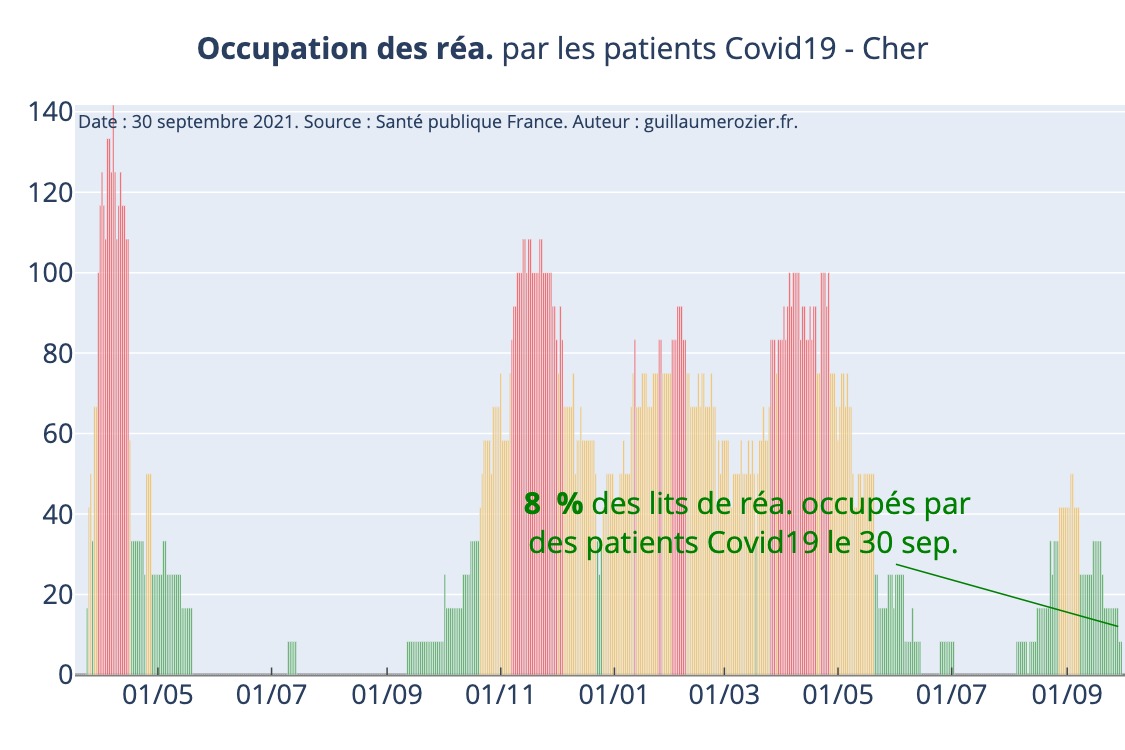 Occupation des réa. par les patients Covid19 - Cher
140
Date : 30 septembre 2021. Source : Santé publique France. Auteur : guillaumerozier.fr.
120
100
80
60
40
8 % des lits de réa. occupés par
des patients Covid19 le 30 sep.
20
0
01/05 01/07 01/09 01/11 01/01 01/03 01/05 01/07 01/09